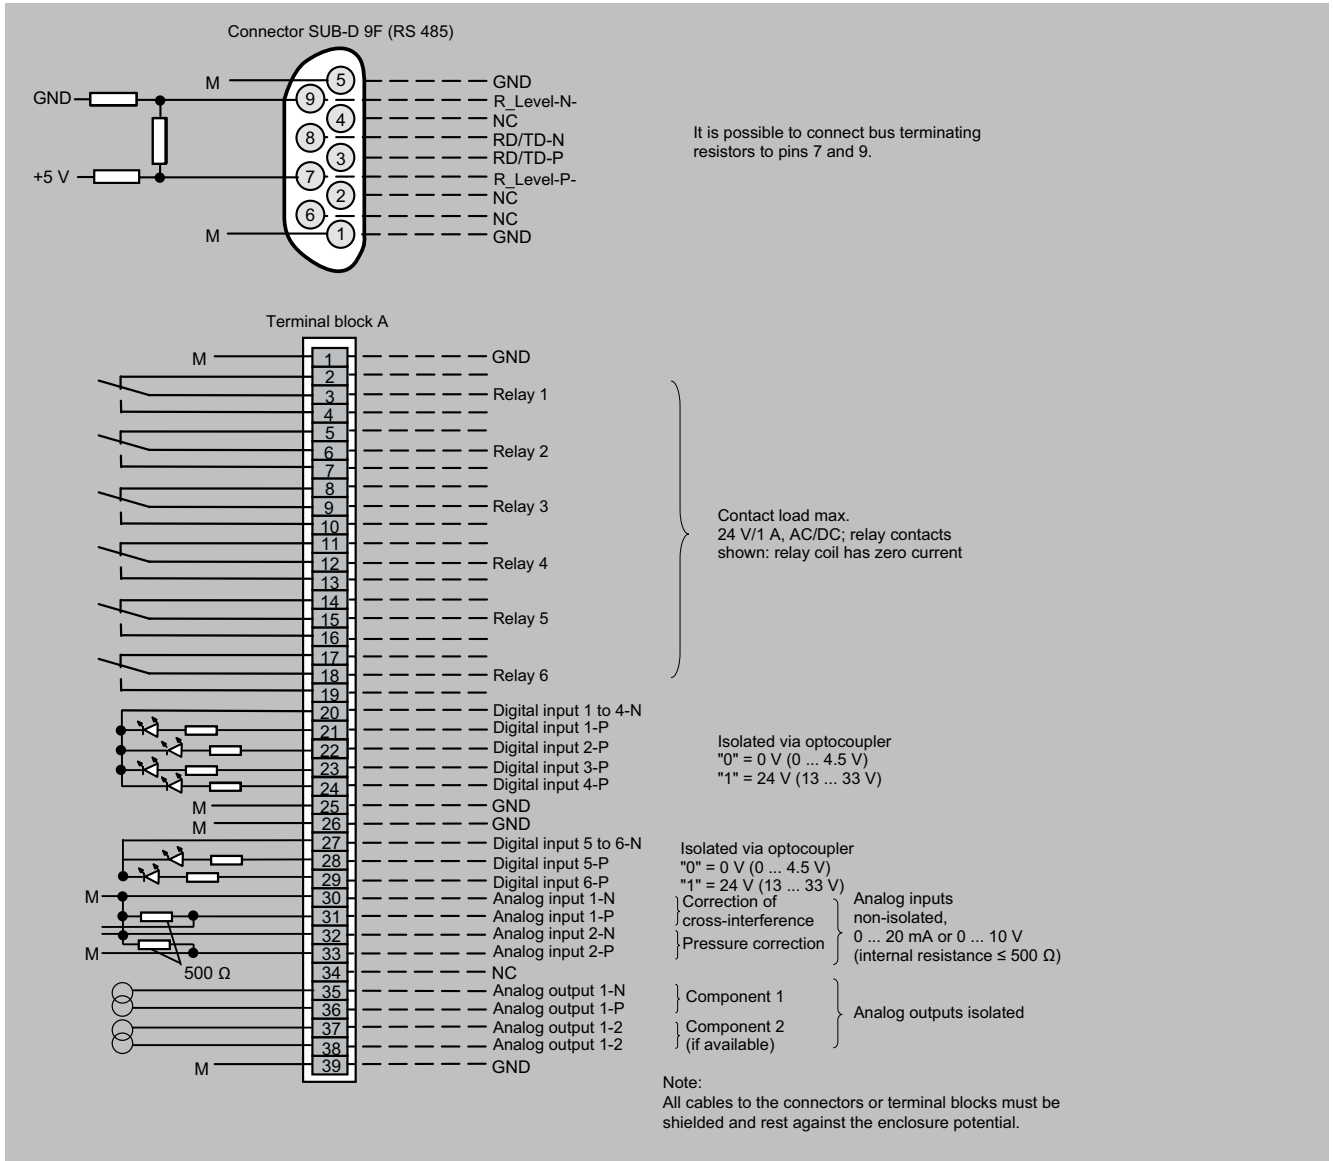 Connector SUB-D 9F (RS 485)
M 5 GND
GND 9 R_Level-N-
4 NC
8 RD/TD-N
3 RD/TD-P
+5 V 7 R_Level-P-
2 NC
6 NC
M 1 GND
It is possible to connect bus terminating
resistors to pins 7 and 9.
Terminal block A
M 1 GND
2
3 Relay 1
4
5
6 Relay 2
7
8
9 Relay 3
10
11
12 Relay 4
13
14
15 Relay 5
16
17
18 Relay 6
19
Contact load max.
24 V/1 A, AC/DC; relay contacts
shown: relay coil has zero current
20 Digital input 1 to 4-N
21 Digital input 1-P
22 Digital input 2-P
23 Digital input 3-P
24 Digital input 4-P
Isolated via optocoupler
"0" = 0 V (0 ... 4.5 V)
"1" = 24 V (13 ... 33 V)
M 25 GND
M 26 GND
27 Digital input 5 to 6-N
28 Digital input 5-P
29 Digital input 6-P
Isolated via optocoupler
"0" = 0 V (0 ... 4.5 V)
"1" = 24 V (13 ... 33 V)
M 30 Analog input 1-N
31 Analog input 1-P
32 Analog input 2-N
M 33 Analog input 2-P
500 Ω
Correction of
cross-interference
Pressure correction
Analog inputs
non-isolated,
0 ... 20 mA or 0 ... 10 V
(internal resistance ≤ 500 Ω)
34 NC
35 Analog output 1-N
36 Analog output 1-P
37 Analog output 1-2
38 Analog output 1-2
M 39 GND
Component 1
Component 2
(if available)
Analog outputs isolated
Note:
All cables to the connectors or terminal blocks must be
shielded and rest against the enclosure potential.